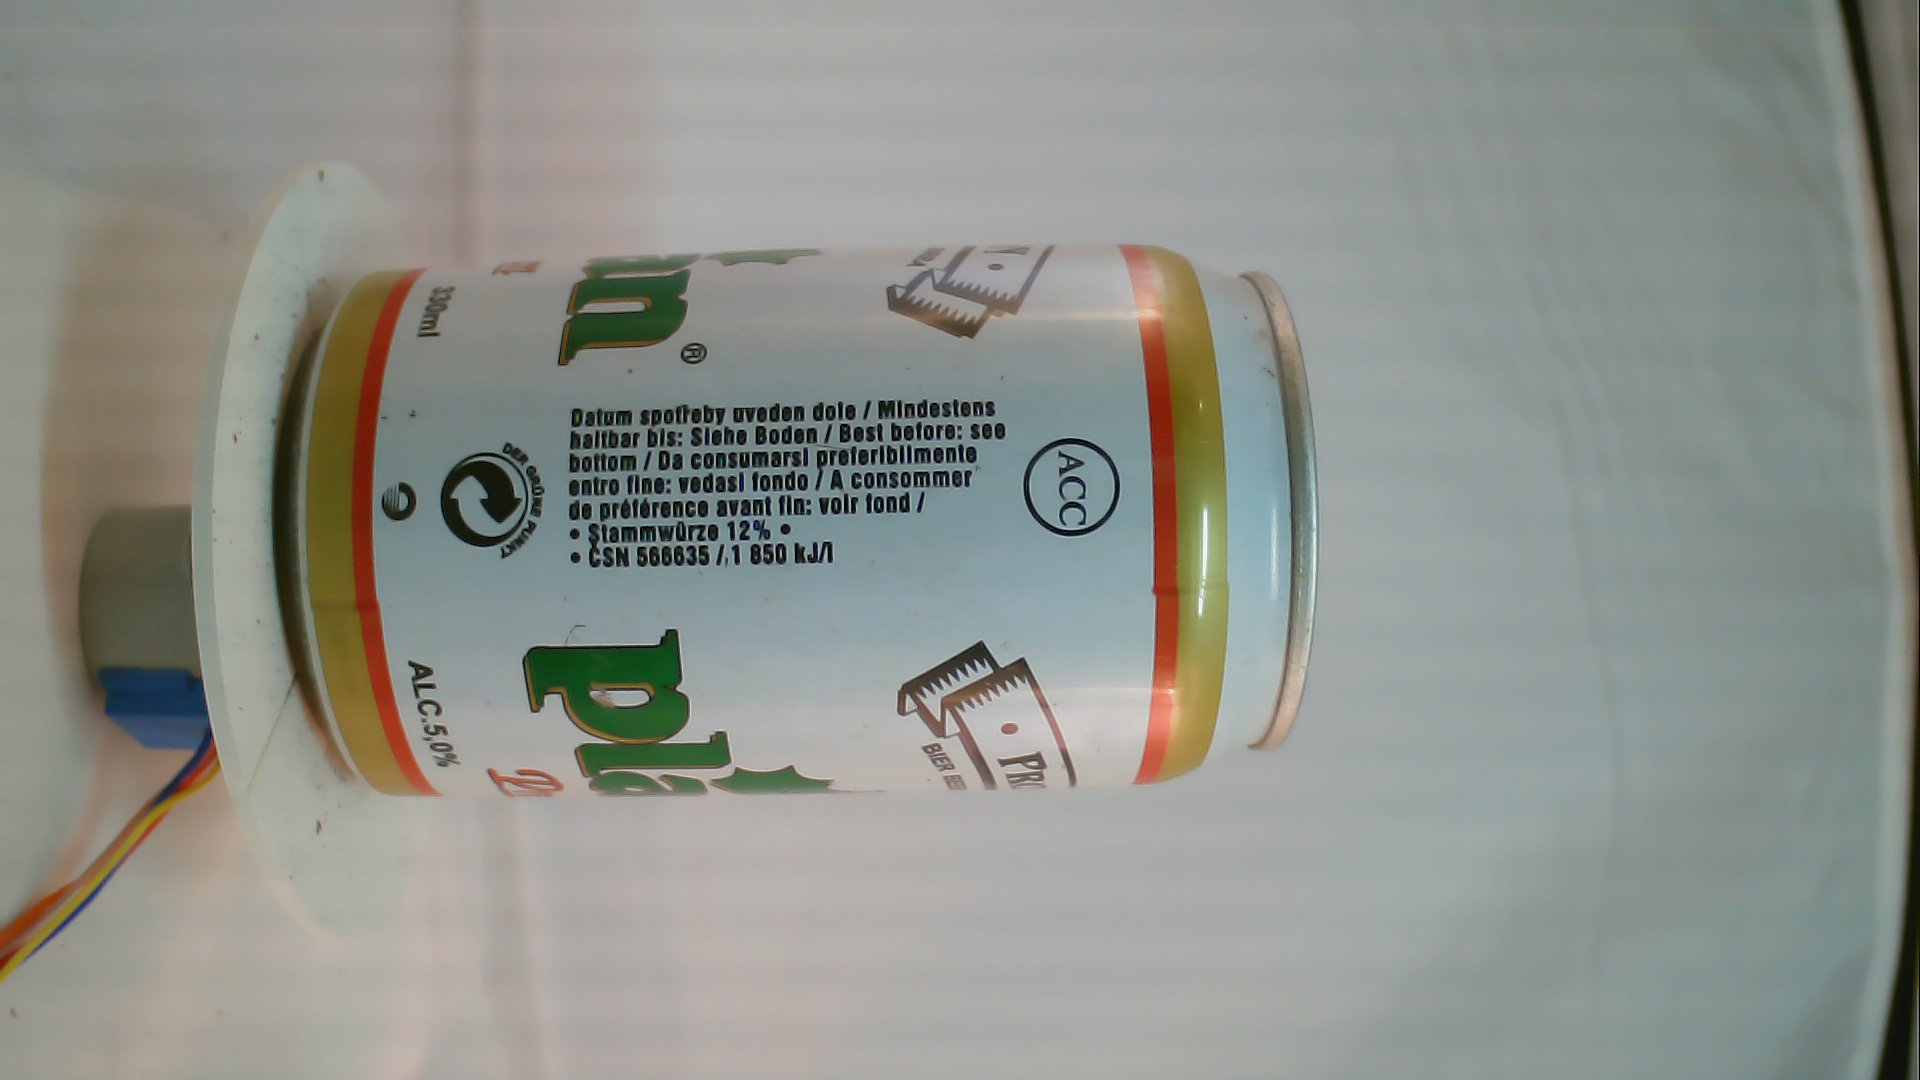 Datum spotřeby uveden dole / Mindestens
haltbar bis: Siehe Boden / Best before: see
bottom / Da consumarsi preferibilmente
entro fine: vedasi fondo / A consommer
de préférence avant fin: voir fond /
• Stammwürze 12% •
• ČSN 566635 / 1 850 kJ/l
ACC
DER GRÜNE PUNKT
330ml
an®
ALC.5,0%
pla
BIER